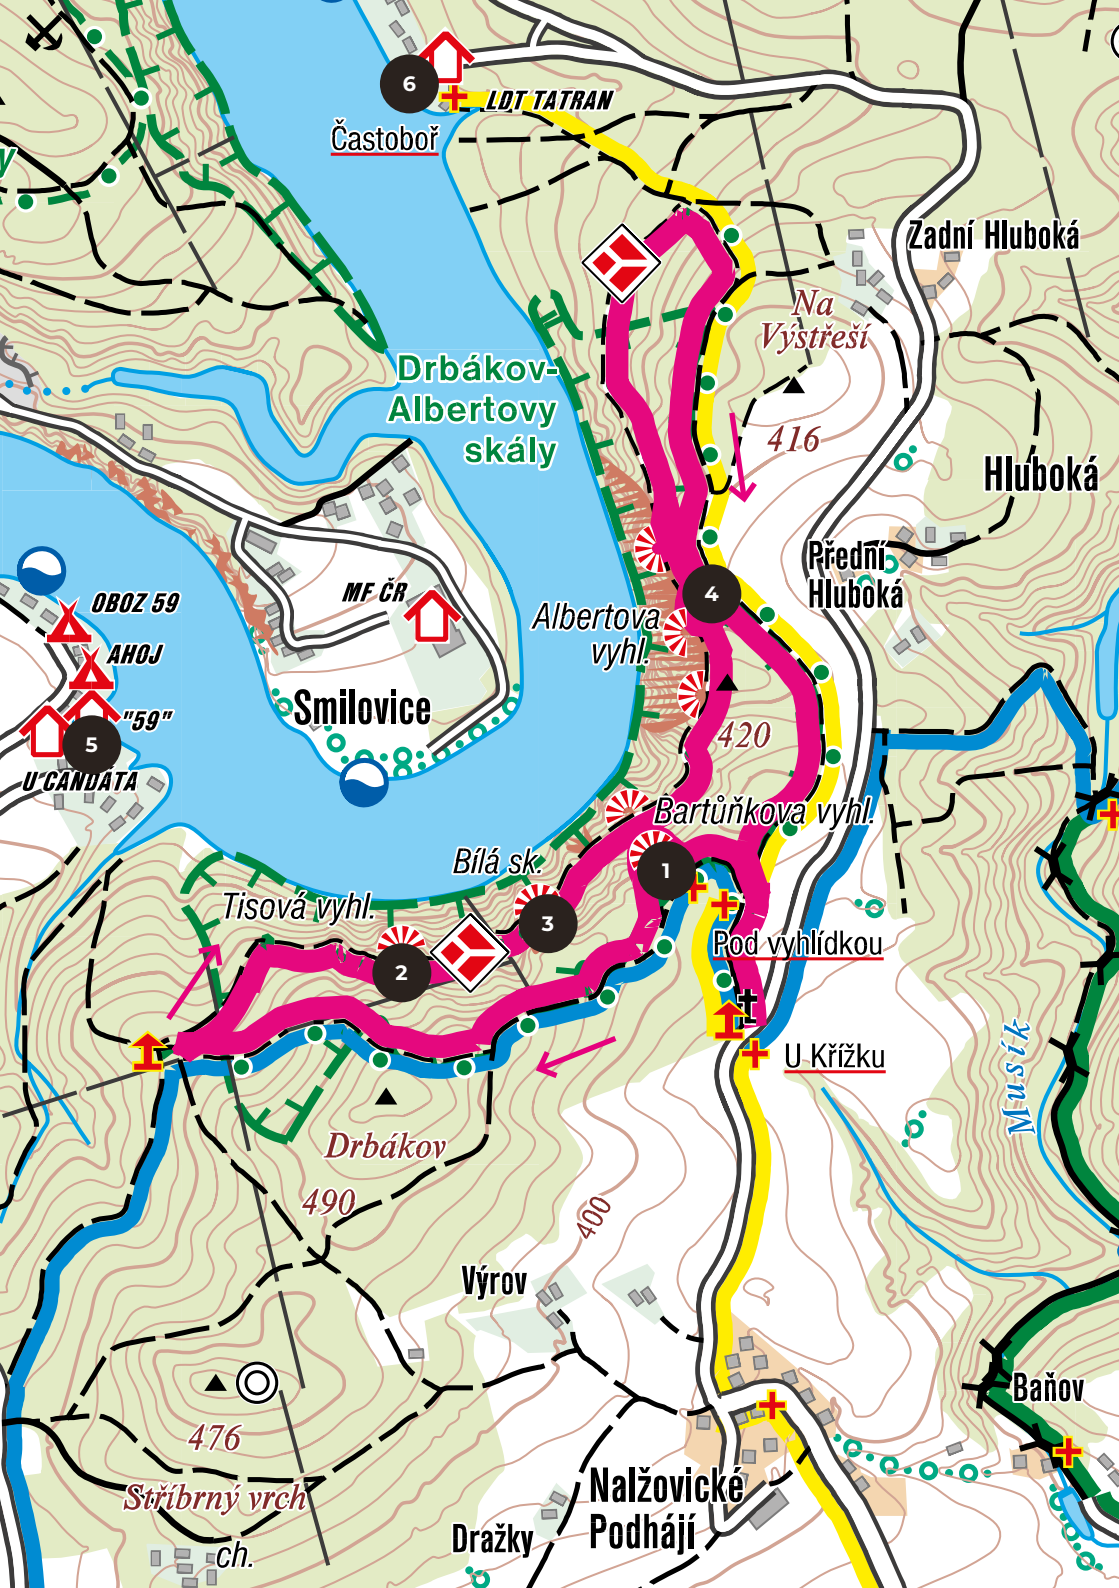 6
LDT TATRAN
Častoboř
y
Zadní Hluboká
Na
Výstřeší
Drbákov-
Albertovy
skály
416
Hluboká
Přední
Hluboká
OBOZ 59
MF ČR
4
Albertova
vyhl.
AHOJ
Smilovice
"59"
5
420
U CANDÁTA
Bartůňkova vyhl.
Bílá sk.
1
Tisová vyhl.
3
Pod vyhlídkou
2
U Křížku
Musík
Drbákov
490
400
Výrov
Baňov
476
Stříbrný vrch
Nalžovické
Podhájí
Dražky
ch.